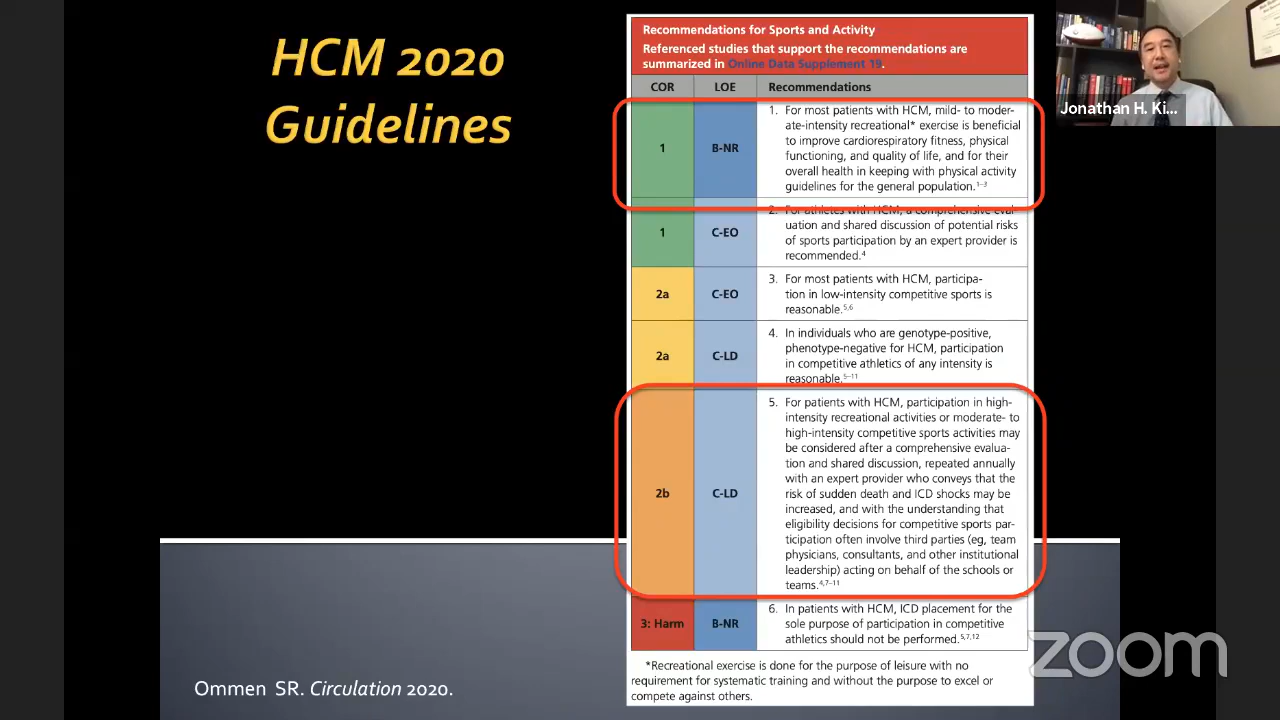 HCM 2020
Guidelines
Recommendations for Sports and Activity
Referenced studies that support the recommendations are
summarized in Online Data Supplement 19.
COR LOE Recommendations
1 B-NR
1. For most patients with HCM, mild- to moder-
ate-intensity recreational* exercise is beneficial
to improve cardiorespiratory fitness, physical
functioning, and quality of life, and for their
overall health in keeping with physical activity
guidelines for the general population.1–3
1 C-EO
2. For athletes with HCM, a comprehensive eval-
uation and shared discussion of potential risks
of sports participation by an expert provider is
recommended.4
2a C-EO
3. For most patients with HCM, participa-
tion in low-intensity competitive sports is
reasonable.5,6
2a C-LD
4. In individuals who are genotype-positive,
phenotype-negative for HCM, participation
in competitive athletics of any intensity is
reasonable.5–11
2b C-LD
5. For patients with HCM, participation in high-
intensity recreational activities or moderate- to
high-intensity competitive sports activities may
be considered after a comprehensive evalua-
tion and shared discussion, repeated annually
with an expert provider who conveys that the
risk of sudden death and ICD shocks may be
increased, and with the understanding that
eligibility decisions for competitive sports par-
ticipation often involve third parties (eg, team
physicians, consultants, and other institutional
leadership) acting on behalf of the schools or
teams.4,7–11
3: Harm B-NR
6. In patients with HCM, ICD placement for the
sole purpose of participation in competitive
athletics should not be performed.5,7,12
*Recreational exercise is done for the purpose of leisure with no
requirement for systematic training and without the purpose to excel or
compete against others.
Ommen SR. Circulation 2020.
Jonathan H. Ki...
zoom